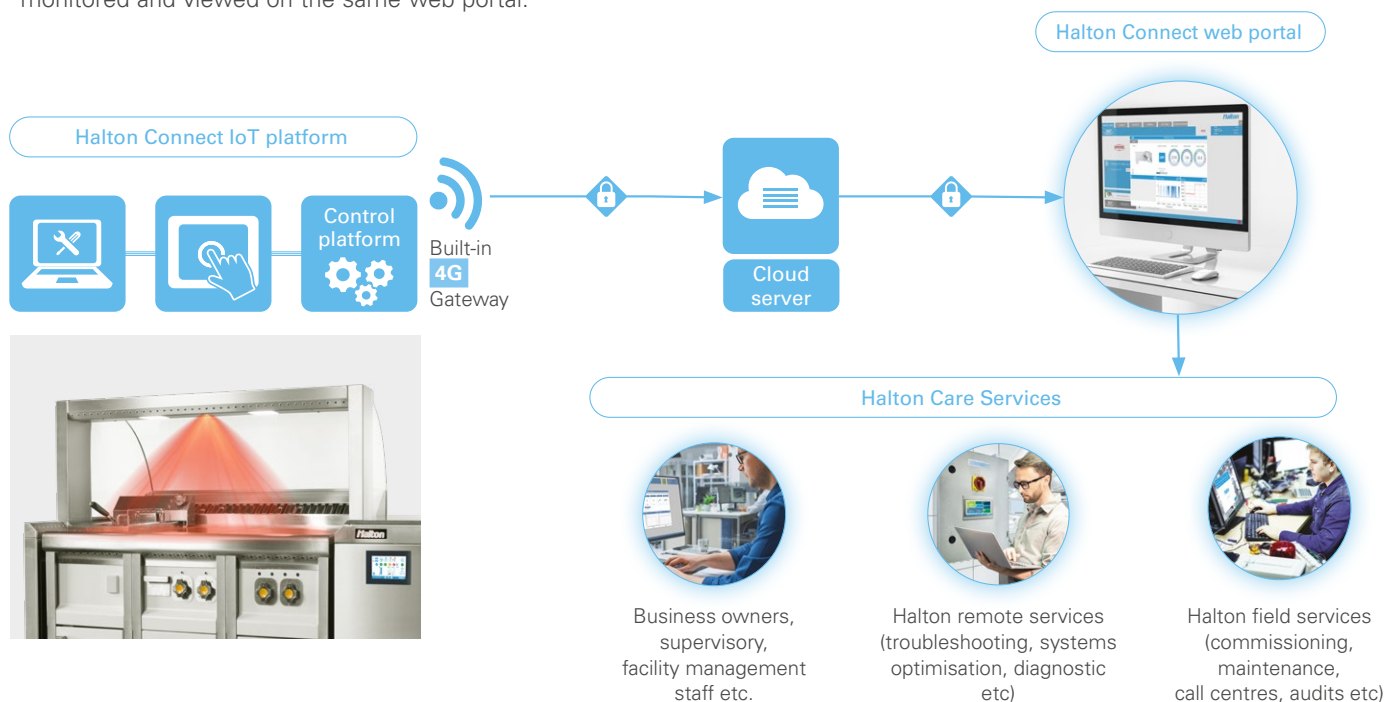 monitored and viewed on the same web portal.
Halton Connect web portal
Halton Connect IoT platform
Control
platform
Built-in
4G
Gateway
Cloud
server
Halton
Halton
Halton Care Services
Business owners,
supervisory,
facility management
staff etc.
Halton remote services
(troubleshooting, systems
optimisation, diagnostic
etc)
Halton field services
(commissioning,
maintenance,
call centres, audits etc)